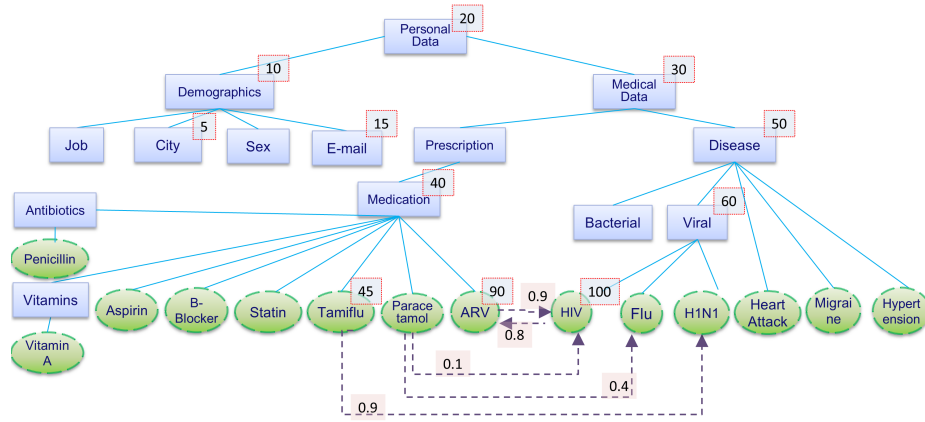 20
Personal
Data
10
Demographics
30
Medical
Data
Job
5
City
Sex
15
E-mail
Prescription
50
Disease
40
Medication
Antibiotics
60
Bacterial
Viral
Penicillin
Vitamins
Aspirin
B-
Blocker
Statin
45
Tamiflu
Parace
tamol
90
ARV
0.9
0.8
100
HIV
Flu
H1N1
Heart
Attack
Migrai
ne
Hypert
ension
Vitamin
A
0.1
0.4
0.9